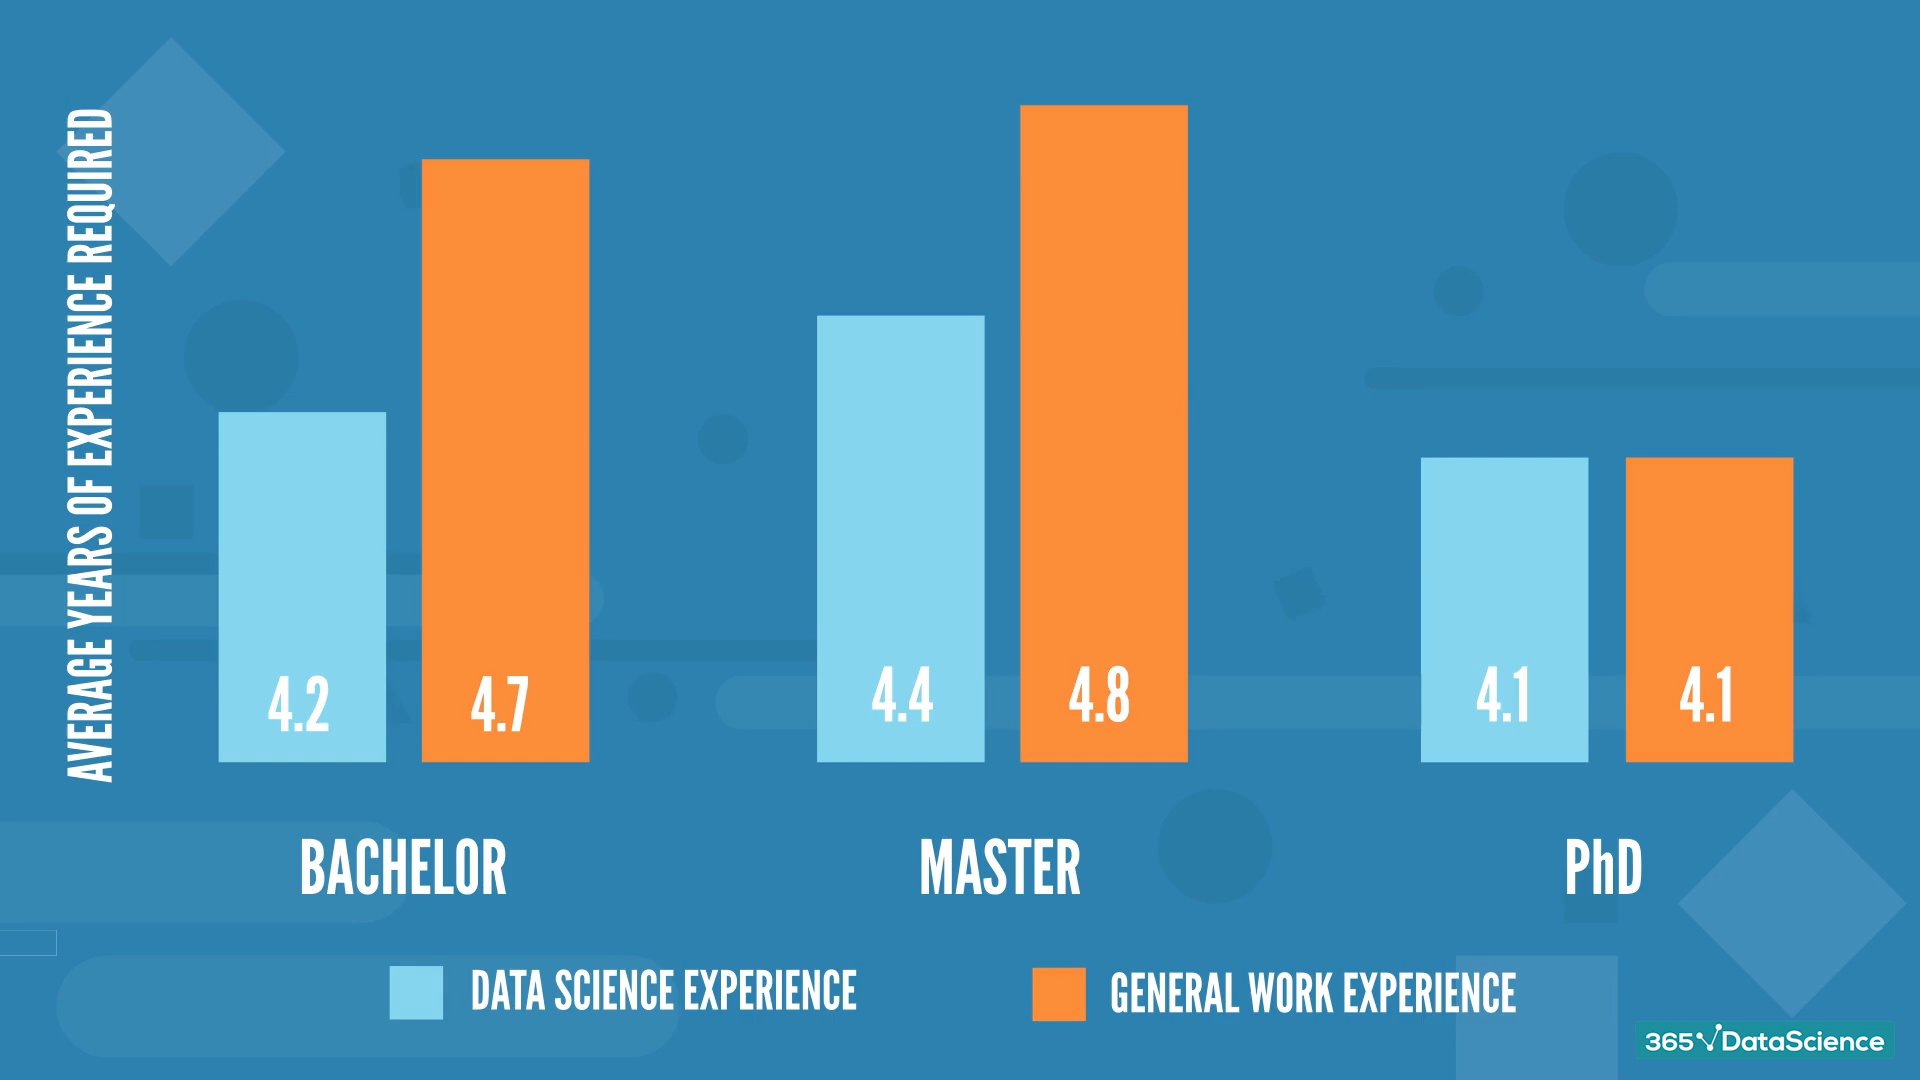 AVERAGE YEARS OF EXPERIENCE REQUIRED
4.2
4.7
4.4
4.8
4.1
4.1
BACHELOR
MASTER
PhD
DATA SCIENCE EXPERIENCE
GENERAL WORK EXPERIENCE
365 DataScience